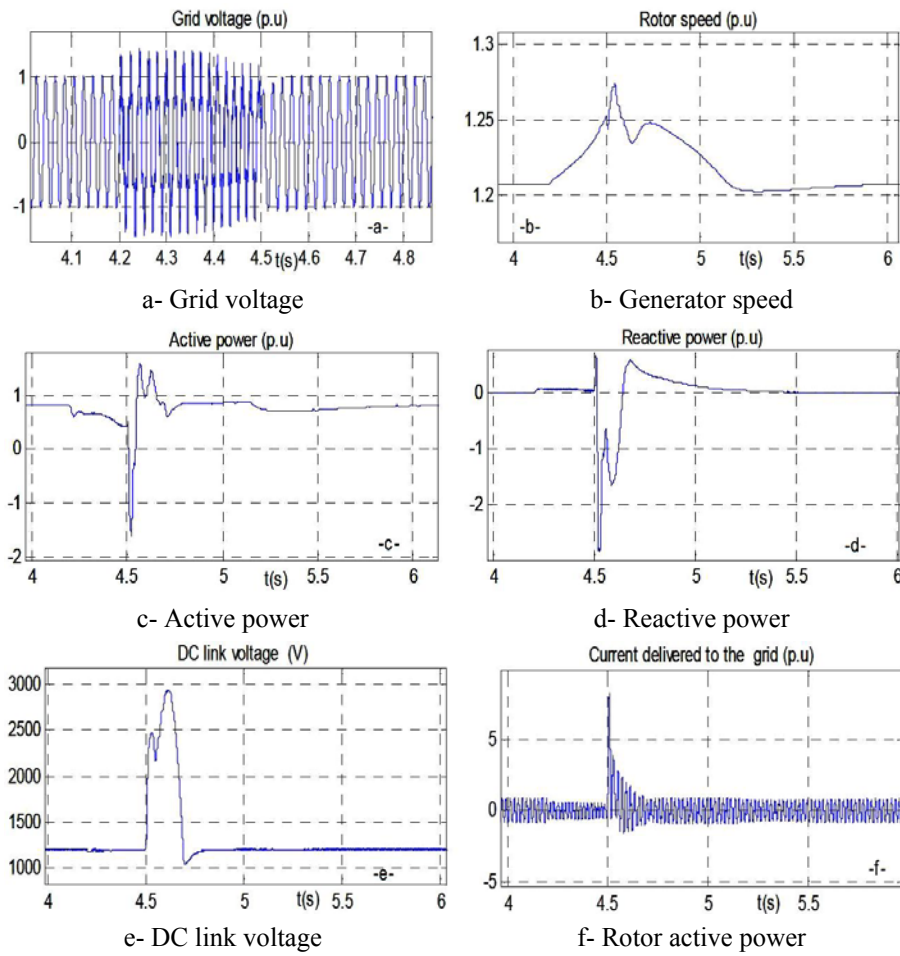 Grid voltage (p.u)
1
0
-1
-a-
4.1 4.2 4.3 4.4 4.5 4.6 4.7 4.8
t(s)
a- Grid voltage
Rotor speed (p.u)
1.3
1.25
1.2
-b-
4 4.5 5 5.5 6
t(s)
b- Generator speed
Active power (p.u)
1
0
-1
-2
-c-
4 4.5 5 5.5 6
t(s)
c- Active power
Reactive power (p.u)
0
-1
-2
-d-
4 4.5 5 5.5 6
t(s)
d- Reactive power
DC link voltage (V)
3000
2500
2000
1500
1000
-e-
4 4.5 5 5.5 6
t(s)
e- DC link voltage
Current delivered to the grid (p.u)
5
0
-5
-f-
4 4.5 5 5.5
t(s)
f- Rotor active power